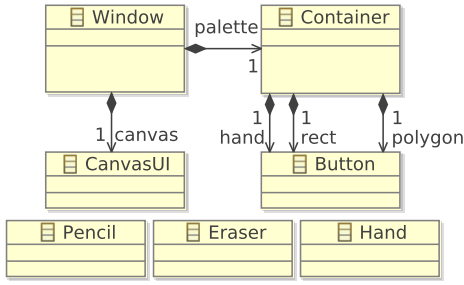 Window
palette
Container
1
1
canvas
1
hand
1
rect
1
polygon
CanvasUI
Button
Pencil
Eraser
Hand